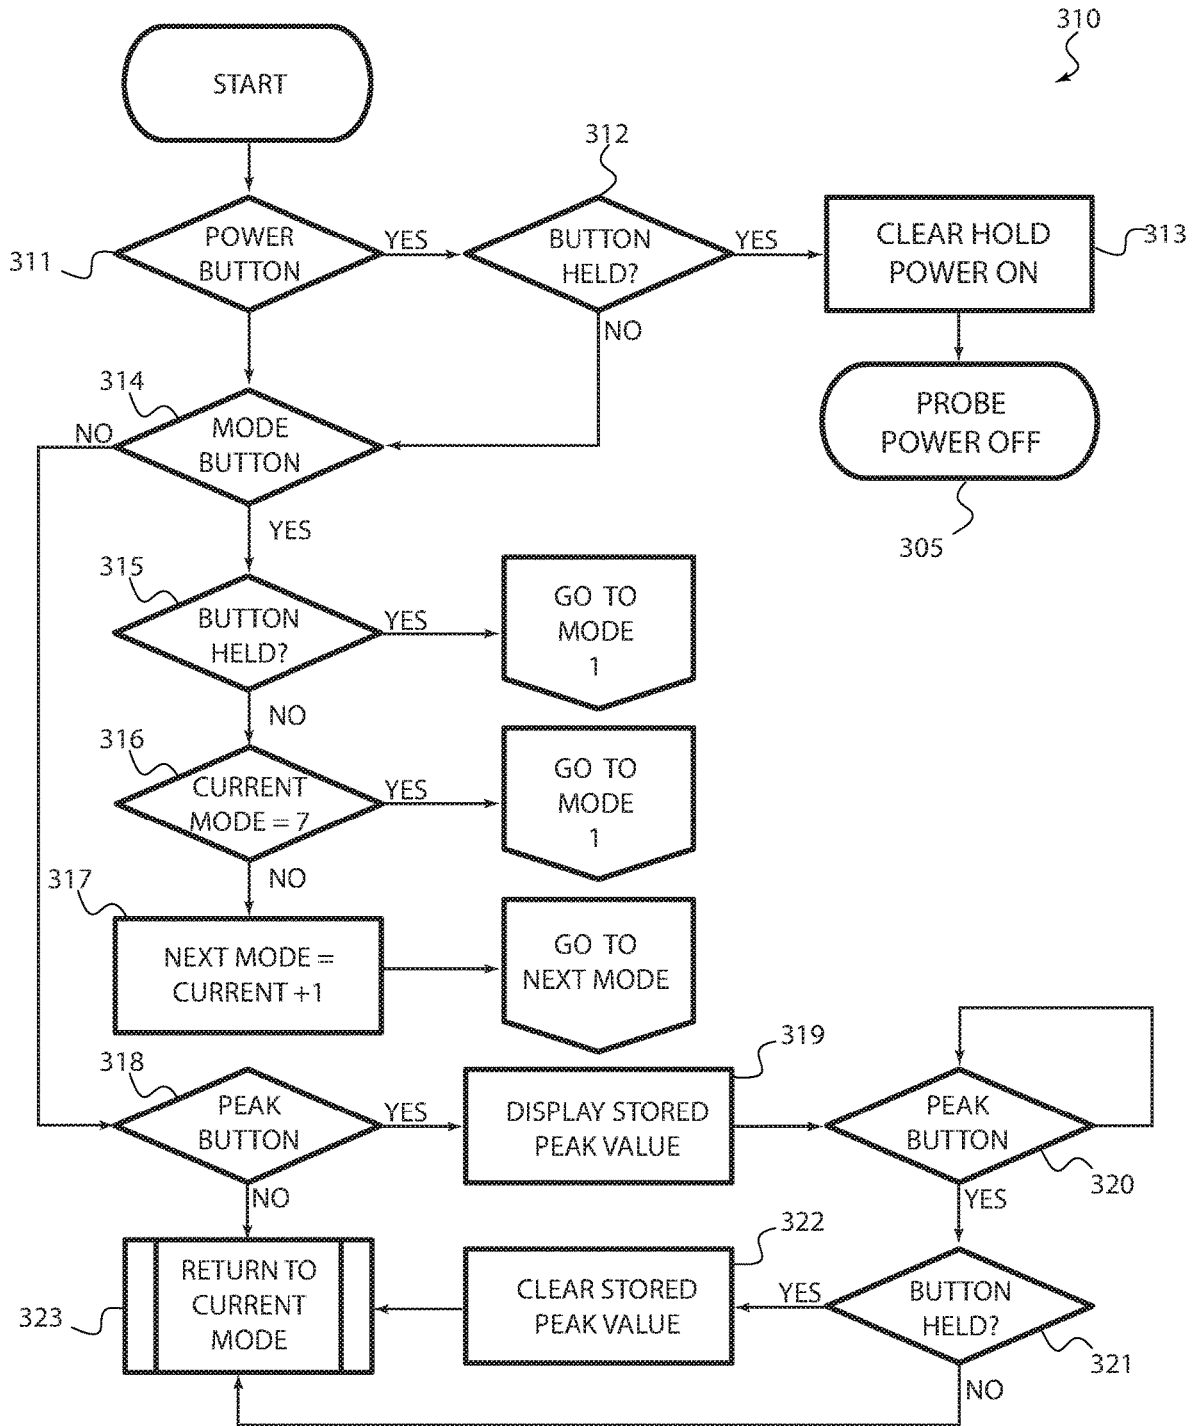 310
START
312
POWER
BUTTON
YES
BUTTON
HELD?
YES
CLEAR HOLD
POWER ON
313
311
NO
314
MODE
BUTTON
NO
PROBE
POWER OFF
305
YES
315
BUTTON
HELD?
YES
GO TO
MODE
1
NO
316
CURRENT
MODE = 7
YES
GO TO
MODE
1
NO
317
NEXT MODE =
CURRENT +1
GO TO
NEXT MODE
318
PEAK
BUTTON
YES
319
DISPLAY STORED
PEAK VALUE
PEAK
BUTTON
320
NO
YES
323
RETURN TO
CURRENT
MODE
322
CLEAR STORED
PEAK VALUE
YES
BUTTON
HELD?
321
NO